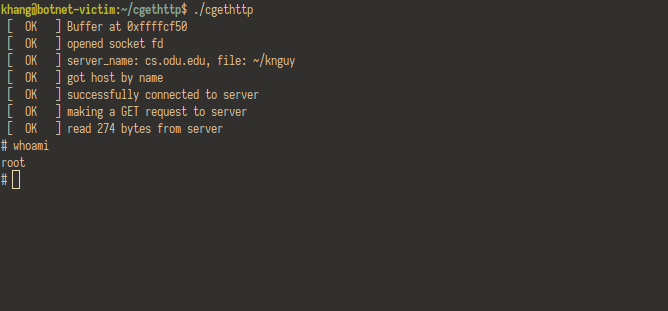 khang@botnet-victim:~/cgethttp$ ./cgethttp
[  OK  ] Buffer at 0xffffcf50
[  OK  ] opened socket fd
[  OK  ] server_name: cs.odu.edu, file: ~/knguy
[  OK  ] got host by name
[  OK  ] successfully connected to server
[  OK  ] making a GET request to server
[  OK  ] read 274 bytes from server
# whoami
root
#